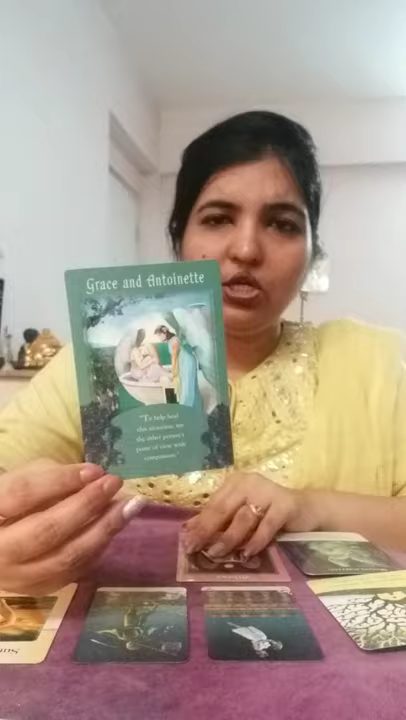 Grace and Antoinette
"To help heal
this situation, see
the other person's
point of view with
compassion."